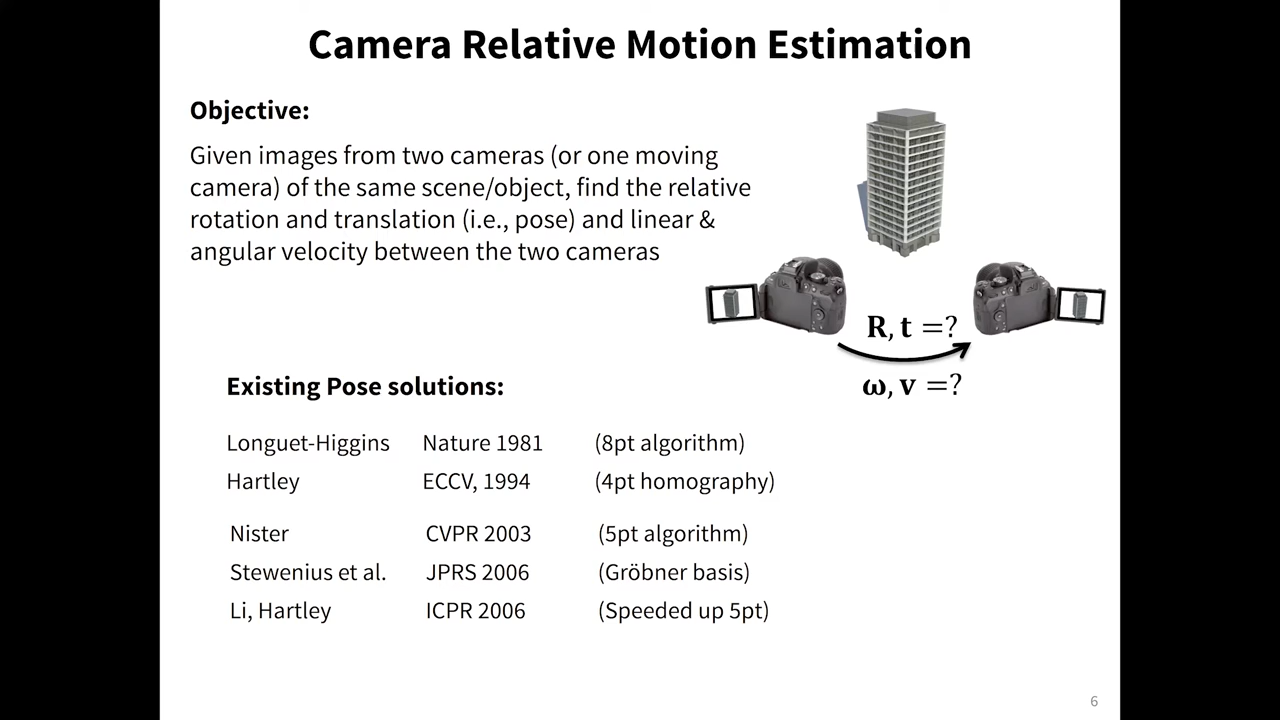 Camera Relative Motion Estimation
Objective:
Given images from two cameras (or one moving
camera) of the same scene/object, find the relative
rotation and translation (i.e., pose) and linear &
angular velocity between the two cameras
R, t =?
ω, v =?
Existing Pose solutions:
Longuet-Higgins Nature 1981 (8pt algorithm)
Hartley ECCV, 1994 (4pt homography)
Nister CVPR 2003 (5pt algorithm)
Stewenius et al. JPRS 2006 (Gröbner basis)
Li, Hartley ICPR 2006 (Speeded up 5pt)
6